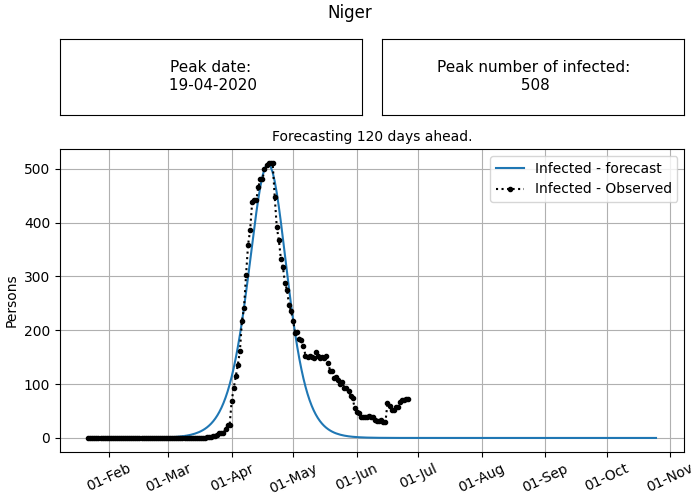 Niger
Peak date:
19-04-2020
Peak number of infected:
508
Forecasting 120 days ahead.
Infected - forecast
Infected - Observed
Persons
500
400
300
200
100
0
01-Feb
01-Mar
01-Apr
01-May
01-Jun
01-Jul
01-Aug
01-Sep
01-Oct
01-Nov